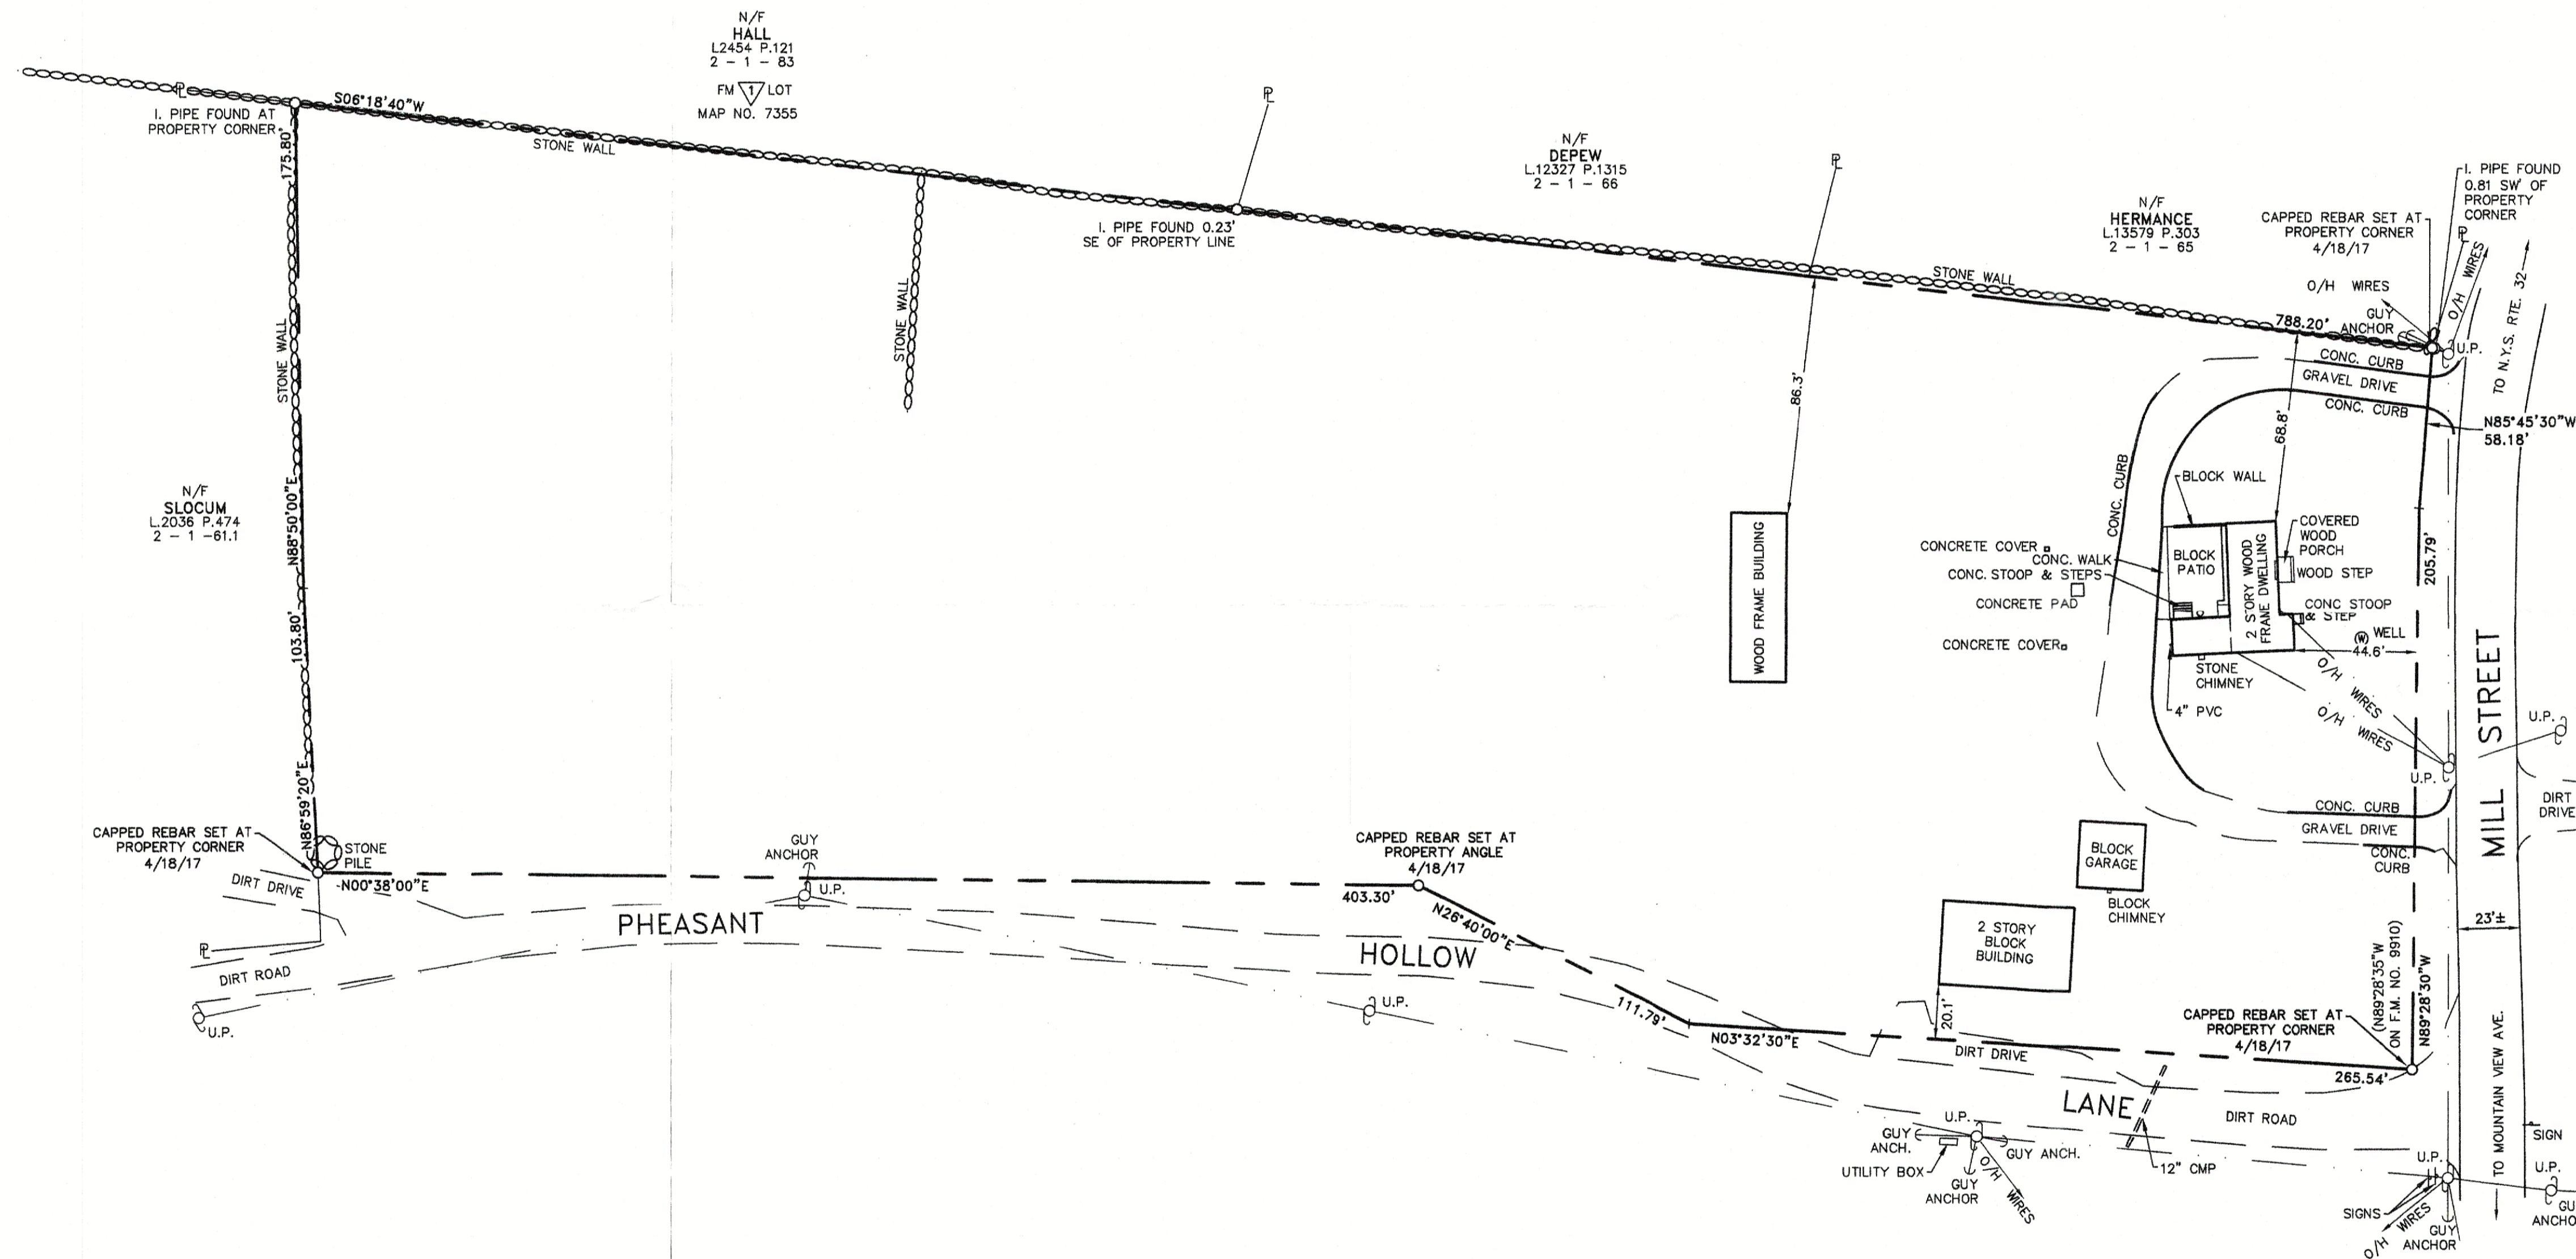 N/F
HALL
L2454 P.121
2 - 1 - 83
FM 1 LOT
MAP NO. 7355
PL
I. PIPE FOUND AT
PROPERTY CORNER
S06°18'40"W
175.80'
STONE WALL
PL
N/F
DEPEW
L.12327 P.1315
2 - 1 - 66
I. PIPE FOUND 0.23'
SE OF PROPERTY LINE
PL
N/F
HERMANCE
L.13579 P.303
2 - 1 - 65
STONE WALL
CAPPED REBAR SET AT
PROPERTY CORNER
4/18/17
I. PIPE FOUND
0.81 SW' OF
PROPERTY
CORNER
PL
O/H WIRES
O/H WIRES
GUY
ANCHOR
788.20'
U.P.
TO N.Y.S. RTE. 32
CONC. CURB
GRAVEL DRIVE
CONC. CURB
N85°45'30"W
58.18'
STONE WALL
STONE WALL
86.3'
68.8'
N/F
SLOCUM
L.2036 P.474
2 - 1 -61.1
N88°50'00"E
103.80'
N86°59'20"E
WOOD FRAME BUILDING
CONC. CURB
BLOCK WALL
COVERED
WOOD
PORCH
WOOD STEP
CONCRETE COVER
CONC. WALK
CONC. STOOP & STEPS
CONCRETE PAD
BLOCK
PATIO
2 STORY WOOD
FRAME DWELLING
CONC STOOP
& STEP
205.79'
CONCRETE COVER
W WELL
44.6'
STONE
CHIMNEY
4" PVC
O/H WIRES
O/H WIRES
U.P.
U.P.
MILL STREET
DIRT
DRIVE
CONC. CURB
GRAVEL DRIVE
CONC.
CURB
CAPPED REBAR SET AT
PROPERTY CORNER
4/18/17
STONE
PILE
DIRT DRIVE
N00°38'00"E
GUY
ANCHOR
U.P.
CAPPED REBAR SET AT
PROPERTY ANGLE
4/18/17
403.30'
N26°40'00"E
BLOCK
GARAGE
BLOCK
CHIMNEY
2 STORY
BLOCK
BUILDING
23'±
PHEASANT
HOLLOW
PL
DIRT ROAD
U.P.
U.P.
111.79'
N03°32'30"E
20.1'
DIRT DRIVE
CAPPED REBAR SET AT
PROPERTY CORNER
4/18/17
(N89°28'35"W
ON F.M. NO. 9910)
N89°28'30"W
265.54'
LANE
DIRT ROAD
TO MOUNTAIN VIEW AVE.
SIGN
U.P.
GUY
ANCH.
GUY ANCH.
UTILITY BOX
GUY
ANCHOR
O/H WIRES
12" CMP
U.P.
U.P.
SIGNS
O/H WIRES
GUY
ANCHOR
GU
ANCHO